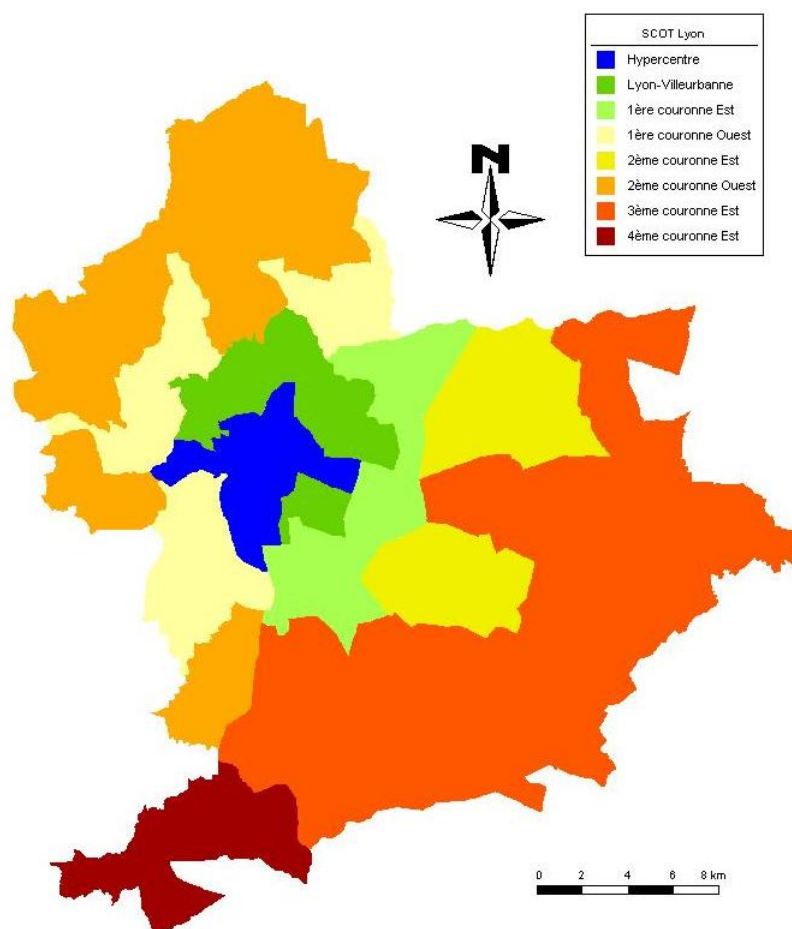 SCOT Lyon
Hypercentre
Lyon-Villeurbanne
1ère couronne Est
1ère couronne Ouest
2ème couronne Est
2ème couronne Ouest
3ème couronne Est
4ème couronne Est
N
0 2 4 6 8 km